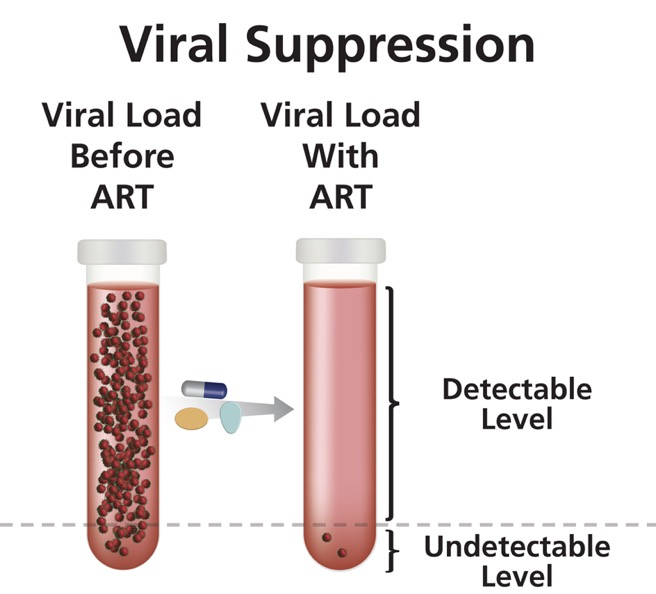 Viral Suppression
Viral Load
Before
ART
Viral Load
With
ART
Detectable
Level
Undetectable
Level